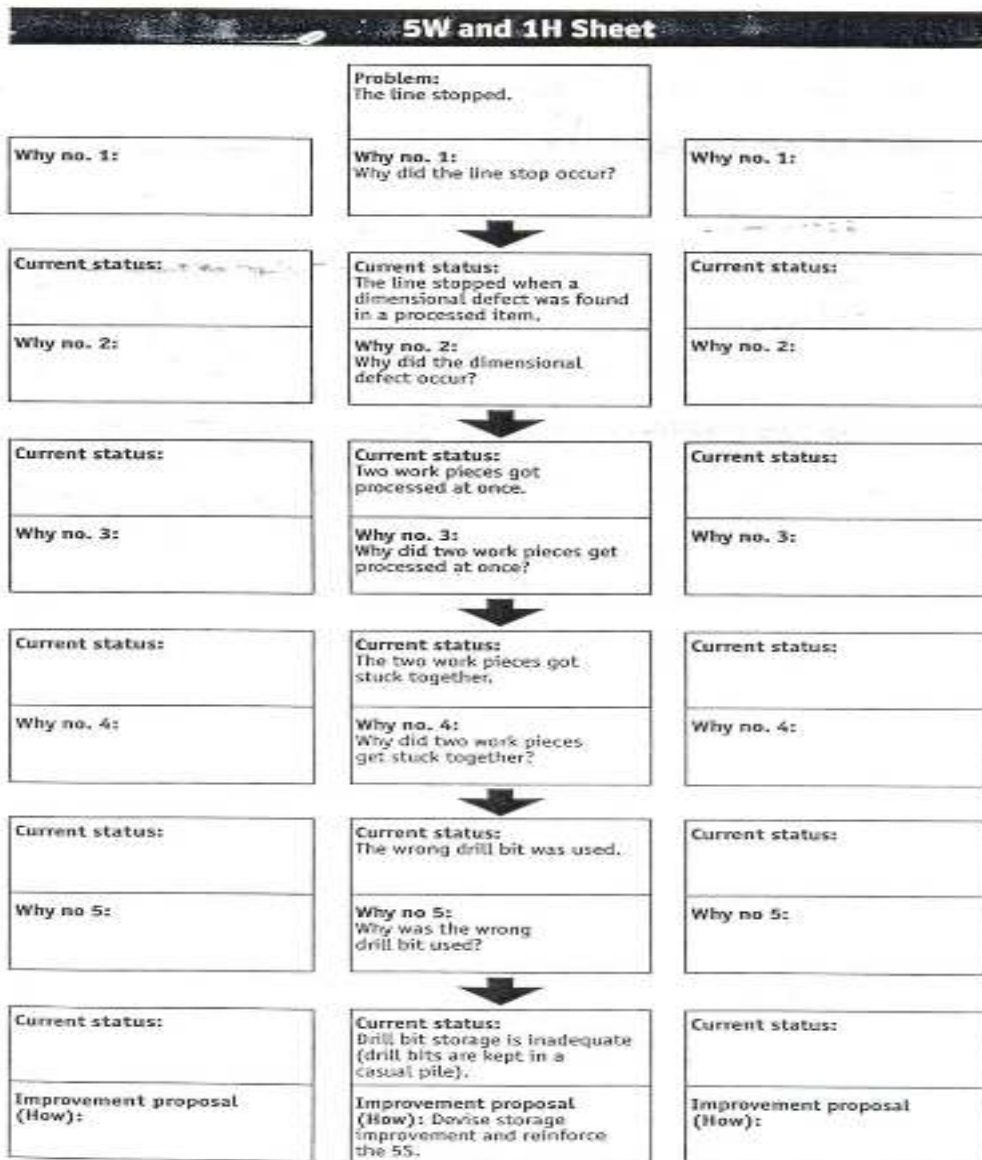 5W and 1H Sheet
Problem:
The line stopped.
Why no. 1:
Why no. 1:
Why did the line stop occur?
Why no. 1:
Current status:
Current status:
The line stopped when a
dimensional defect was found
in a processed item.
Current status:
Why no. 2:
Why no. 2:
Why did the dimensional
defect occur?
Why no. 2:
Current status:
Current status:
Two work pieces got
processed at once.
Current status:
Why no. 3:
Why no. 3:
Why did two work pieces get
processed at once?
Why no. 3:
Current status:
Current status:
The two work pieces got
stuck together.
Current status:
Why no. 4:
Why no. 4:
Why did two work pieces
get stuck together?
Why no. 4:
Current status:
Current status:
The wrong drill bit was used.
Current status:
Why no 5:
Why no 5:
Why was the wrong
drill bit used?
Why no 5:
Current status:
Current status:
Drill bit storage is inadequate
(drill bits are kept in a
casual pile).
Current status:
Improvement proposal
(How):
Improvement proposal
(How): Devise storage
improvement and reinforce
the 5S.
Improvement proposal
(How):